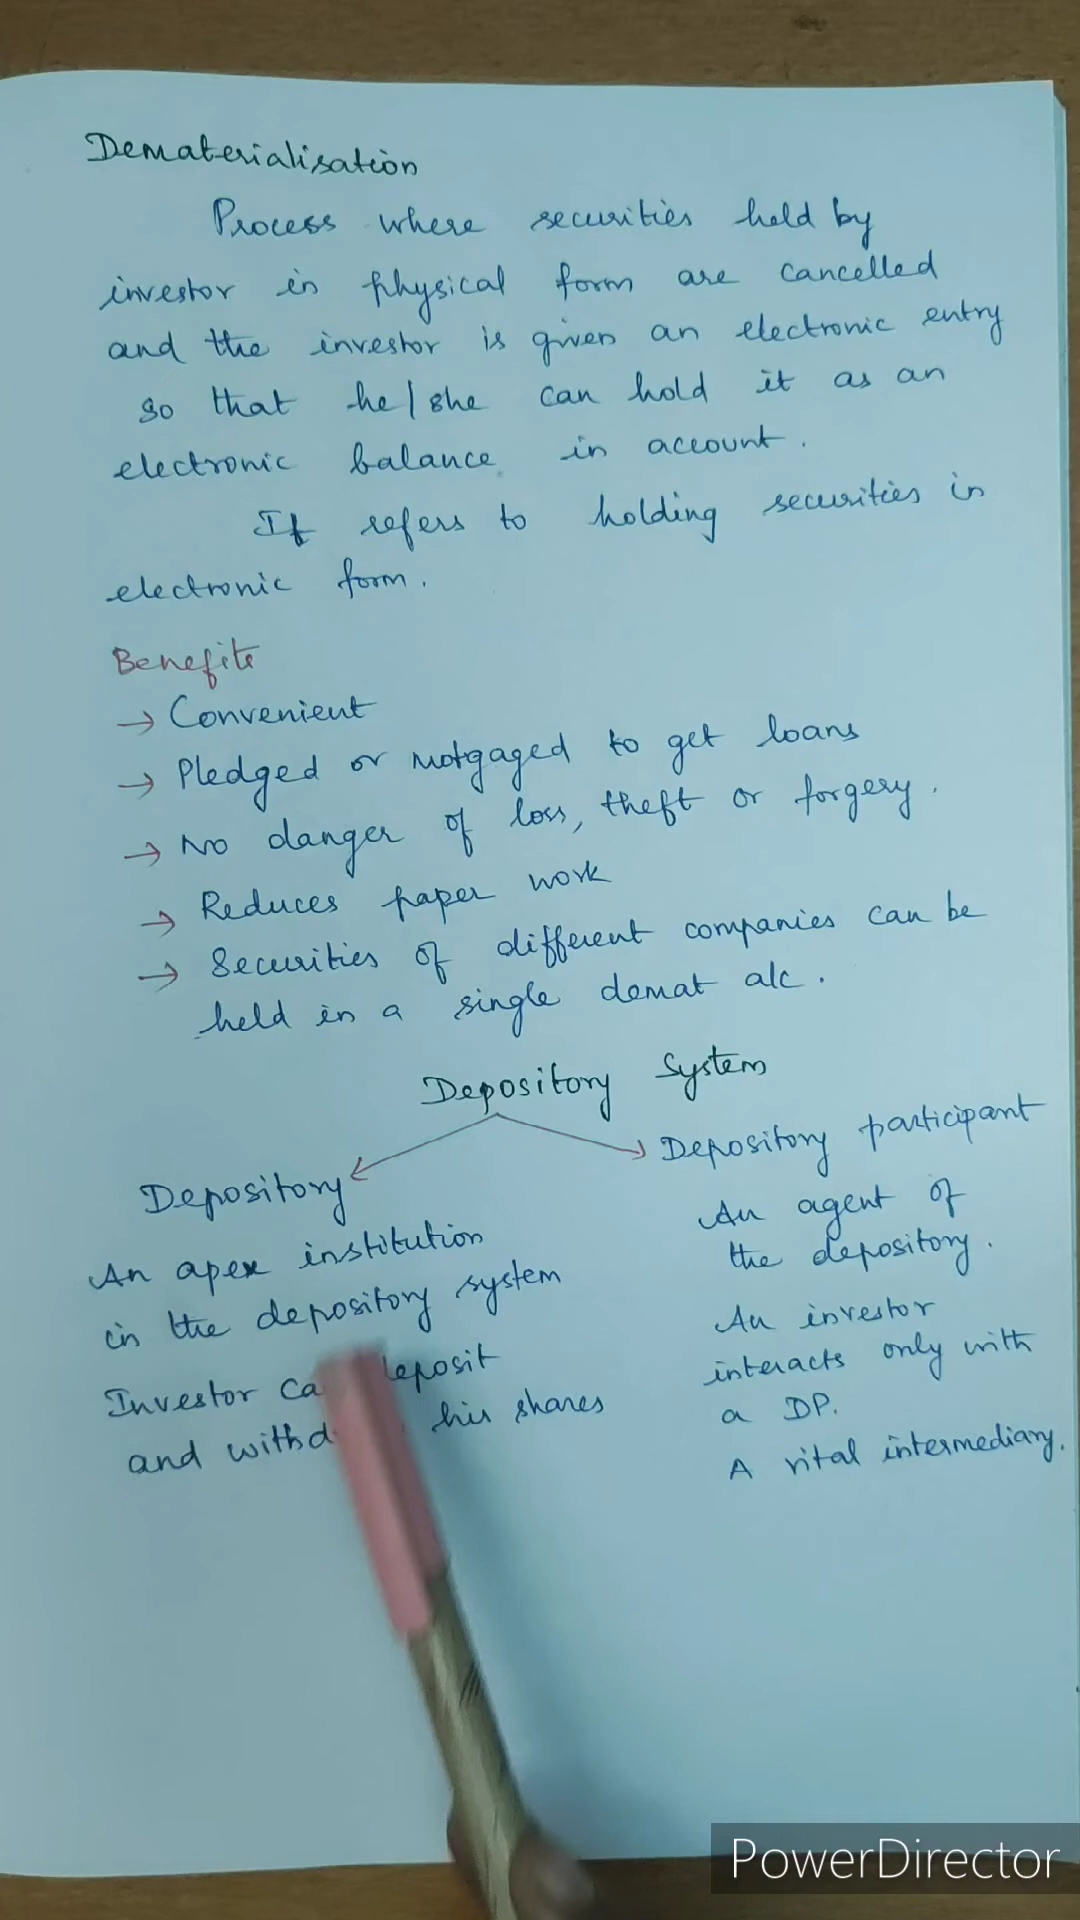 Dematerialisation
Process where securities held by
investor in physical form are cancelled
and the investor is given an electronic entry
so that he/she can hold it as an
electronic balance in account.
It refers to holding securities in
electronic form.
Benefits
→ Convenient
→ Pledged or motgaged to get loans
→ No danger of loss, theft or forgery.
→ Reduces paper work
→ Securities of different companies can be
held in a single demat alc.
Depository System
Depository
An apex institution
in the depository system
Investor deposit
and his shares
Depository participant
An agent of
the depository.
An investor
interacts only with
a DP.
A vital intermediary.
PowerDirector